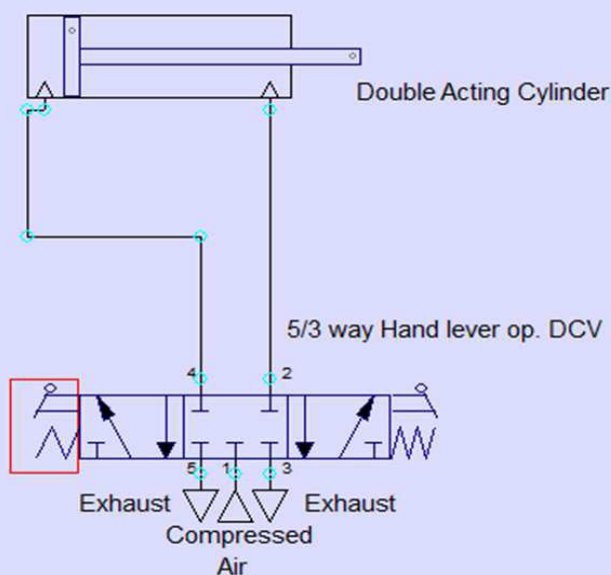 Double Acting Cylinder
5/3 way Hand lever op. DCV
4 2
5 1 3
Exhaust Exhaust
Compressed
Air